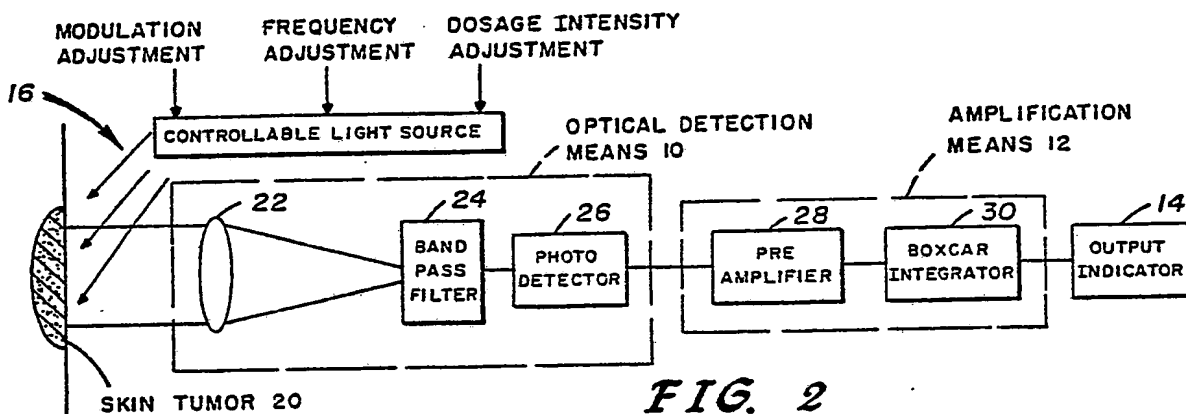 MODULATION ADJUSTMENT
FREQUENCY ADJUSTMENT
DOSAGE INTENSITY ADJUSTMENT
16
CONTROLLABLE LIGHT SOURCE
OPTICAL DETECTION MEANS 10
AMPLIFICATION MEANS 12
22
24
26
28
30
14
BAND PASS FILTER
PHOTO DETECTOR
PRE AMPLIFIER
BOXCAR INTEGRATOR
OUTPUT INDICATOR
SKIN TUMOR 20
FIG. 2